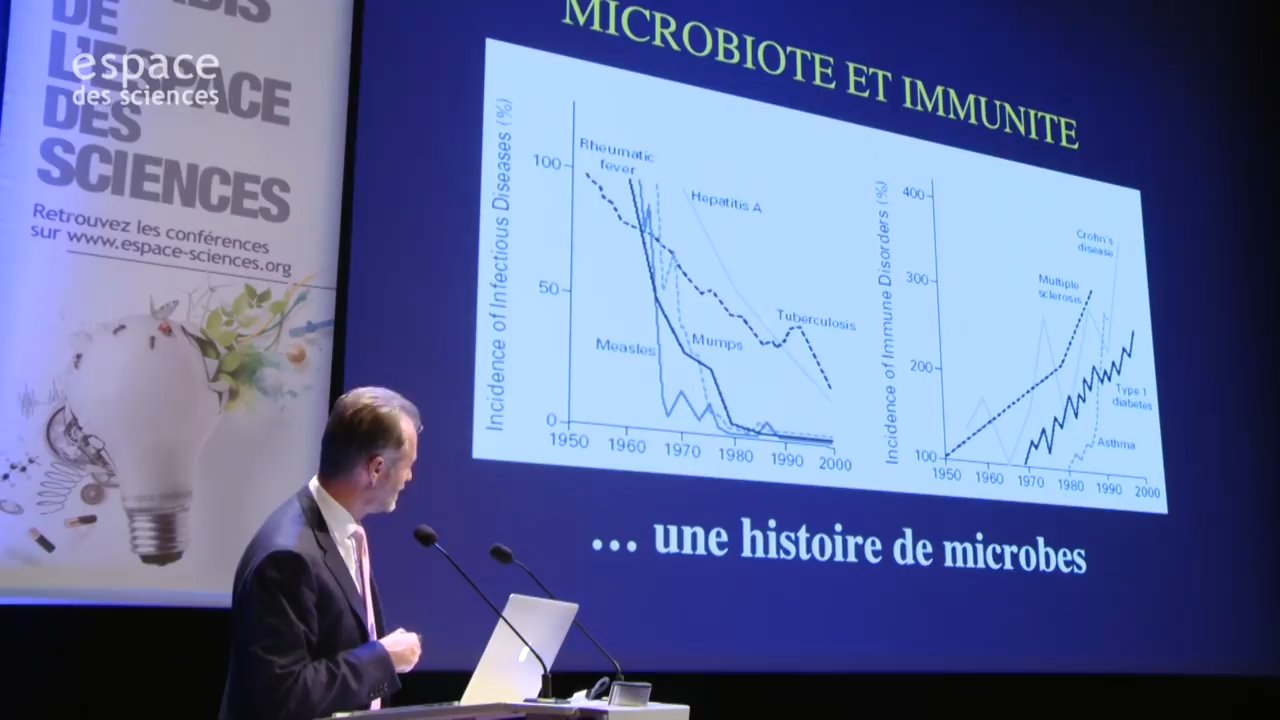 DE
L'ESPACE
DES
SCIENCES
espace
des sciences
Retrouvez les conférences
sur www.espace-sciences.org
MICROBIOTE ET IMMUNITE
Incidence of Infectious Diseases (%)
100
50
0
1950 1960 1970 1980 1990 2000
Rheumatic
fever
Hepatitis A
Tuberculosis
Mumps
Measles
Incidence of Immune Disorders (%)
400
300
200
100
1950 1960 1970 1980 1990 2000
Crohn's
disease
Multiple
sclerosis
Type 1
diabetes
Asthma
... une histoire de microbes